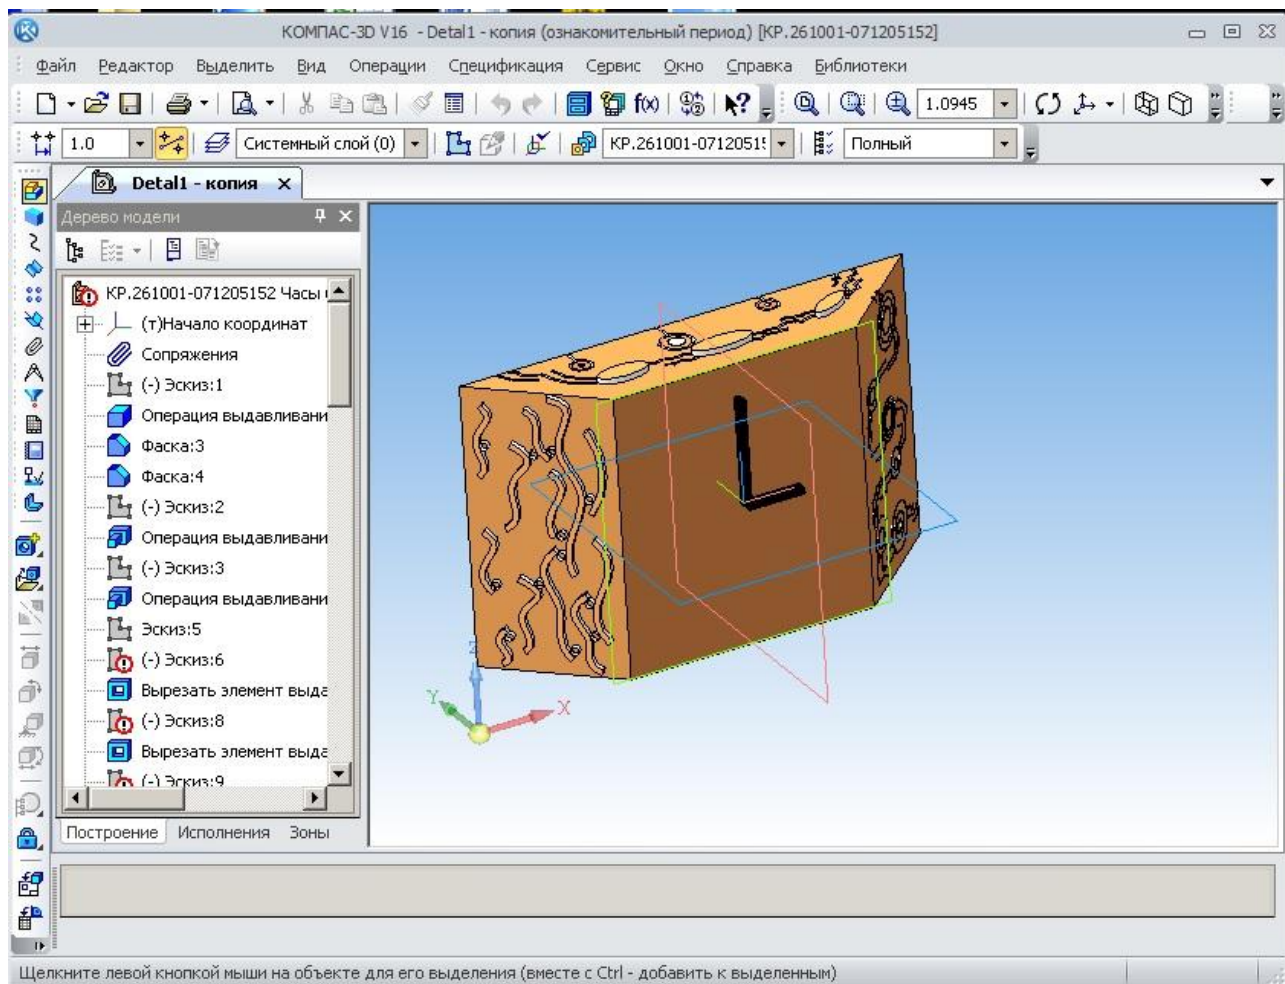 КОМПАС-3D V16 - Detal1 - копия (ознакомительный период) [КР.261001-071205152]
Файл Редактор Выделить Вид Операции Спецификация Сервис Окно Справка Библиотеки
f(x) 1.0945
1.0 Системный слой (0) КР.261001-0712051 Полный
Detal1 - копия
Дерево модели
КР.261001-071205152 Часы
(т)Начало координат
Сопряжения
(-) Эскиз:1
Операция выдавливани
Фаска:3
Фаска:4
(-) Эскиз:2
Операция выдавливани
(-) Эскиз:3
Операция выдавливани
Эскиз:5
(-) Эскиз:6
Вырезать элемент выда
(-) Эскиз:8
Вырезать элемент выда
(-) Эскиз:9
L
Z
Y
X
Построение Исполнения Зоны
Щелкните левой кнопкой мыши на объекте для его выделения (вместе с Ctrl - добавить к выделенным)